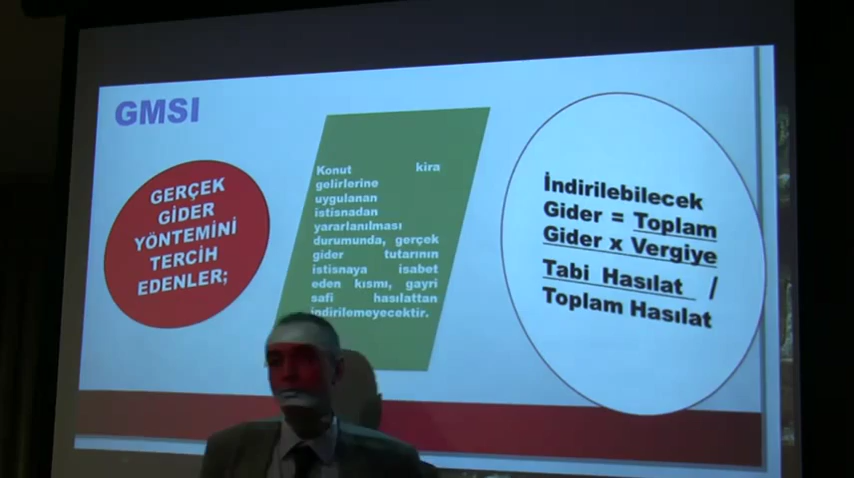 GMSI
GERÇEK
GİDER
YÖNTEMİNİ
TERCİH
EDENLER;
Konut kira
gelirlerine
uygulanan
istisnadan
yararlanılması
durumunda, gerçek
gider tutarının
istisnaya isabet
eden kısmı, gayri
safi hasılattan
indirilemeyecektir.
İndirilebilecek
Gider = Toplam
Gider x Vergiye
Tabi Hasılat /
Toplam Hasılat